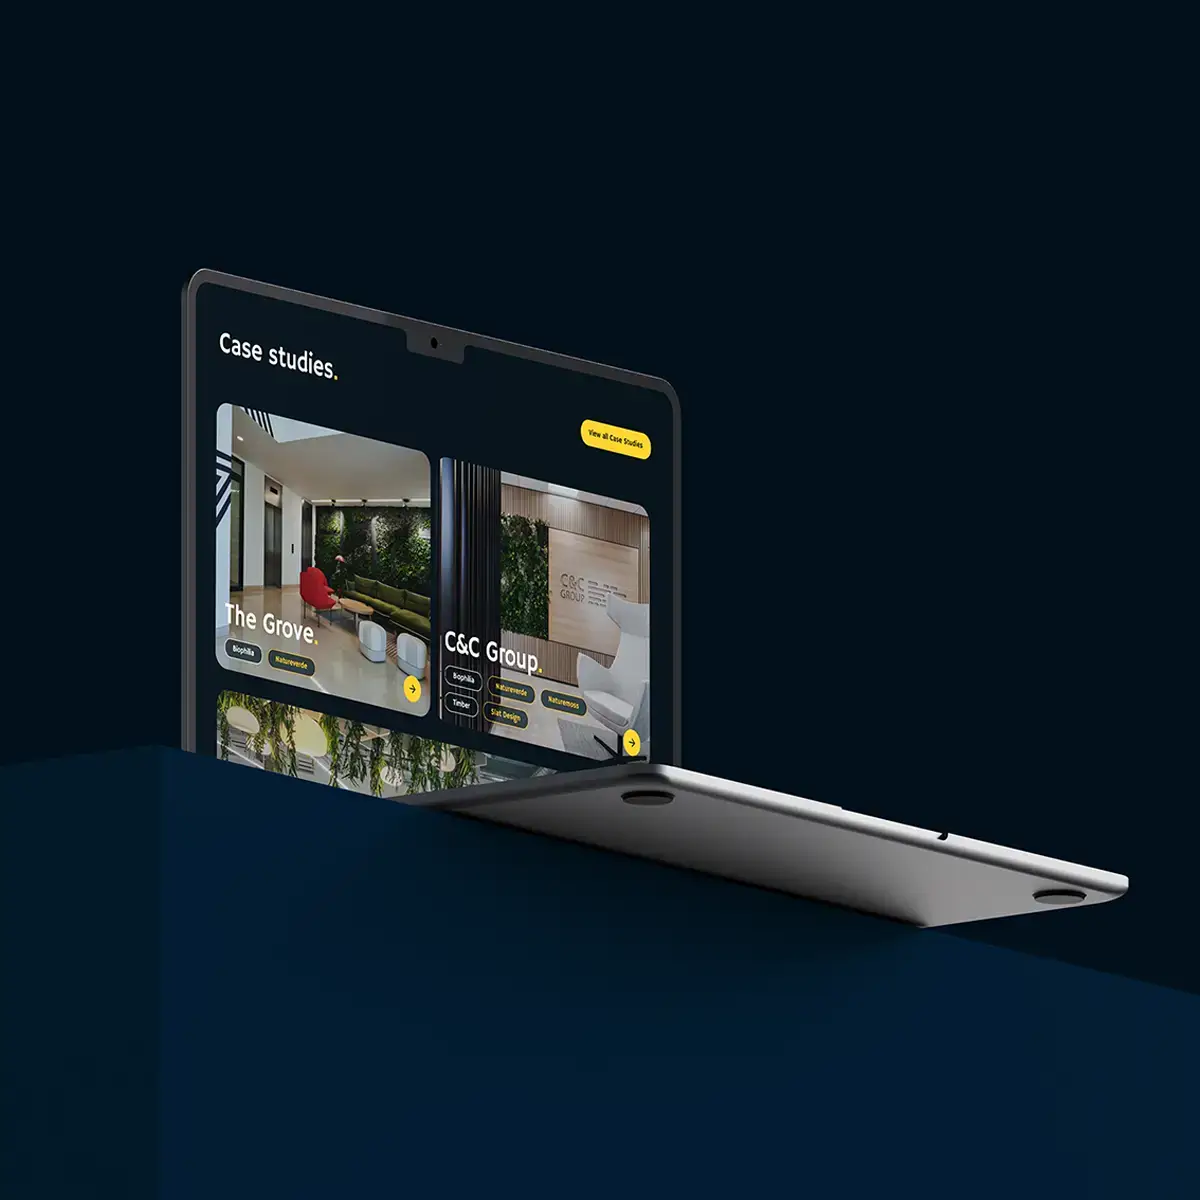 Case studies.
View all Case Studies
The Grove.
Biophilia
Natureverde
C&C
GROUP
C&C Group.
Biophilia
Natureverde
Naturemoss
Timber
Slat Design